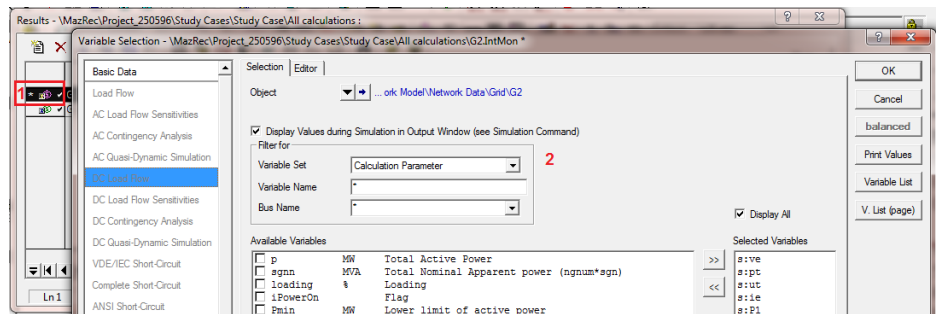 Results - \MazRec\Project_250596\Study Cases\Study Case\All calculations :
Variable Selection - \MazRec\Project_250596\Study Cases\Study Case\All calculations\G2.IntMon *
1
Ln 1
Basic Data
Load Flow
AC Load Flow Sensitivities
AC Contingency Analysis
AC Quasi-Dynamic Simulation
DC Load Flow
DC Load Flow Sensitivities
DC Contingency Analysis
DC Quasi-Dynamic Simulation
VDE/IEC Short-Circuit
Complete Short-Circuit
ANSI Short-Circuit
Selection Editor
Object ... ork Model\Network Data\Grid\G2
Display Values during Simulation in Output Window (see Simulation Command)
Filter for
Variable Set Calculation Parameter
2
Variable Name *
Bus Name *
Display All
Available Variables
p MW Total Active Power
sgnn MVA Total Nominal Apparent power (ngnum*sgn)
loading % Loading
iPowerOn Flag
Pmin MW Lower limit of active power
>>
<<
Selected Variables
s:ve
s:pt
s:ut
s:ie
s:P1
OK
Cancel
balanced
Print Values
Variable List
V. List (page)